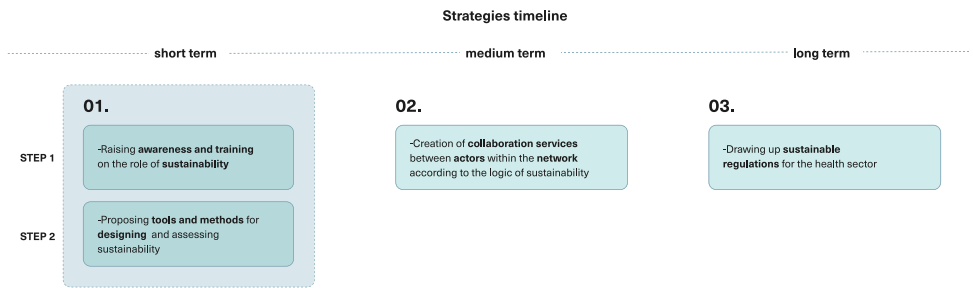 Strategies timeline
short term
medium term
long term
01.
02.
03.
STEP 1
-Raising awareness and training
on the role of sustainability
-Creation of collaboration services
between actors within the network
according to the logic of sustainability
-Drawing up sustainable
regulations for the health sector
STEP 2
-Proposing tools and methods for
designing and assessing
sustainability